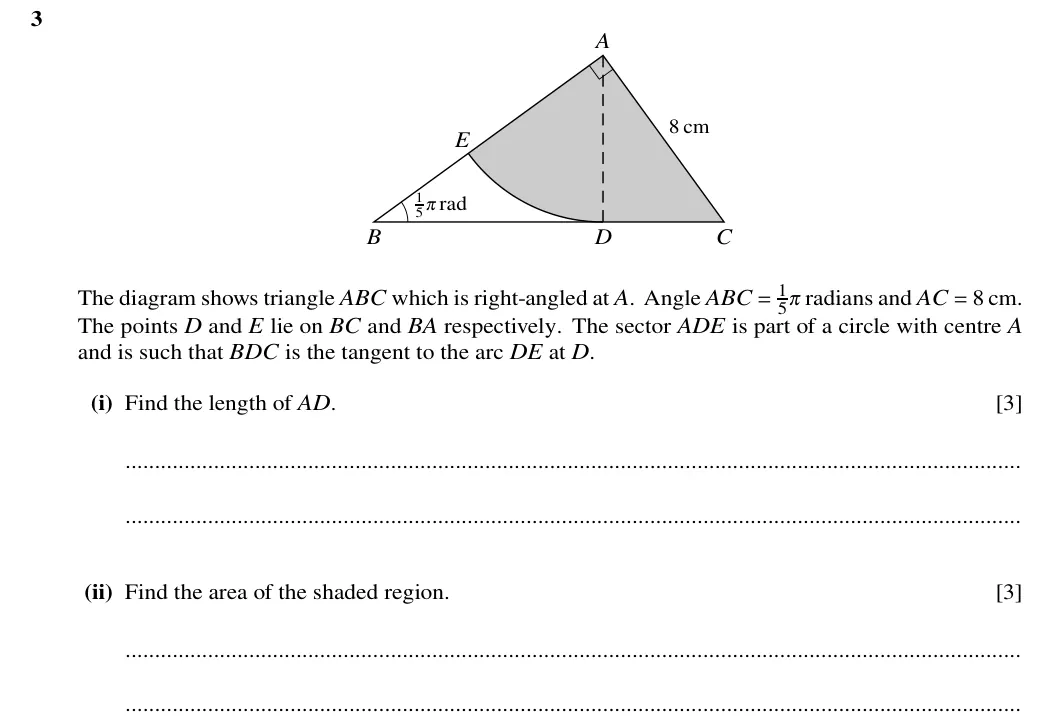 3
A
8 cm
E
1/5 π rad
B
D
C
The diagram shows triangle ABC which is right-angled at A. Angle ABC = 1/5 π radians and AC = 8 cm.
The points D and E lie on BC and BA respectively. The sector ADE is part of a circle with centre A
and is such that BDC is the tangent to the arc DE at D.
(i) Find the length of AD. [3]
(ii) Find the area of the shaded region. [3]